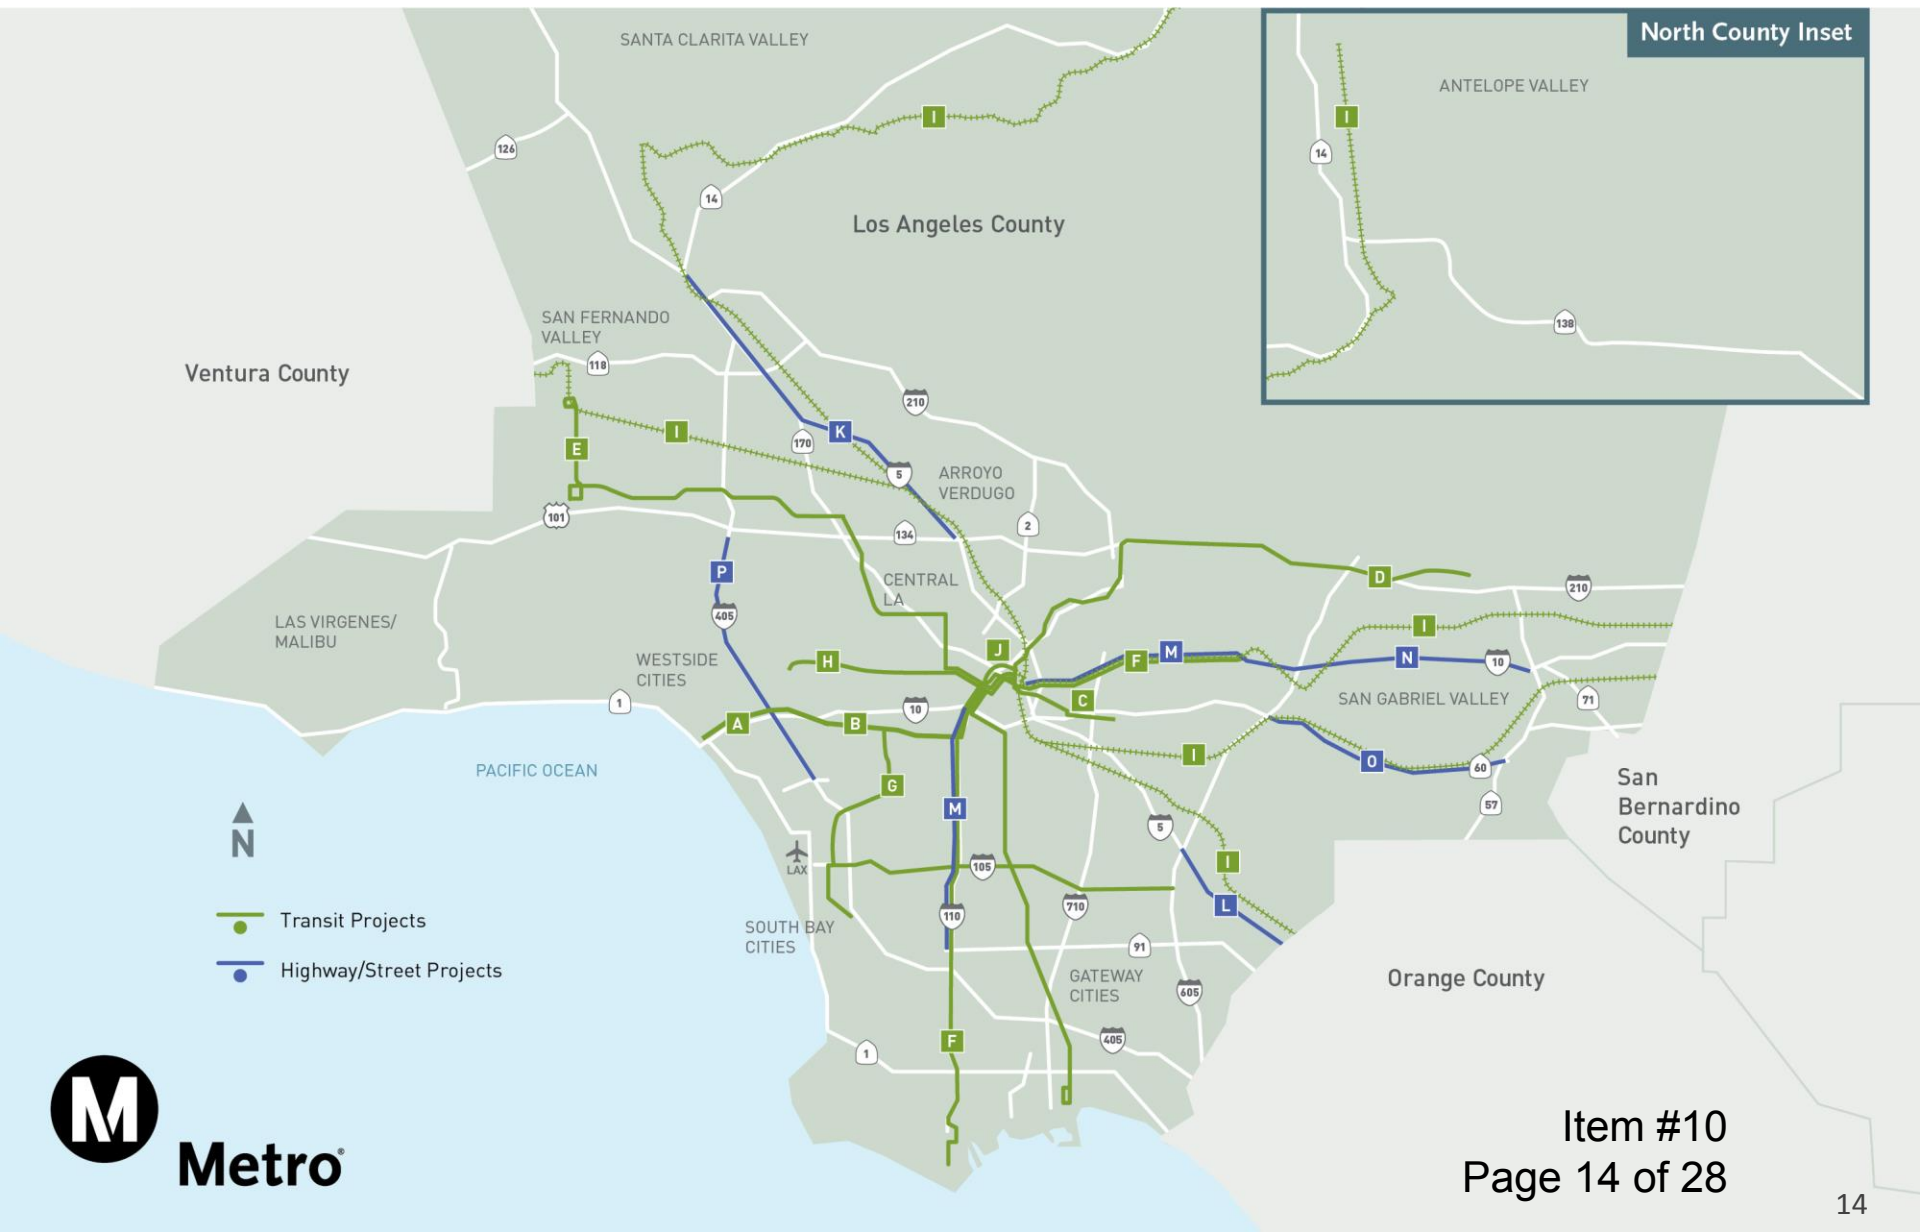 North County Inset
SANTA CLARITA VALLEY
ANTELOPE VALLEY
I
I
126
14
14
Los Angeles County
SAN FERNANDO
VALLEY
138
118
Ventura County
210
I
K
170
E
5
ARROYO
VERDUGO
101
2
134
P
CENTRAL
LA
D
210
405
LAS VIRGENES/
MALIBU
I
J
WESTSIDE
CITIES
H
F
M
N
10
1
10
C
SAN GABRIEL VALLEY
71
A
B
I
O
60
PACIFIC OCEAN
G
San
Bernardino
County
M
57
N
5
LAX
105
I
710
L
110
Transit Projects
SOUTH BAY
CITIES
91
Highway/Street Projects
GATEWAY
CITIES
605
Orange County
F
405
1
M
Metro
Item #10
Page 14 of 28
14